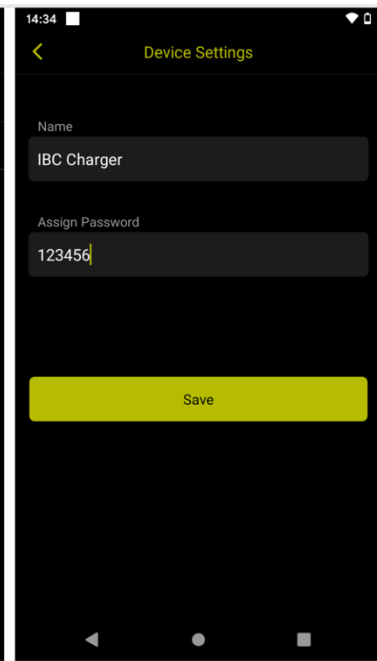 14:34
Device Settings
Name
IBC Charger
Assign Password
123456
Save